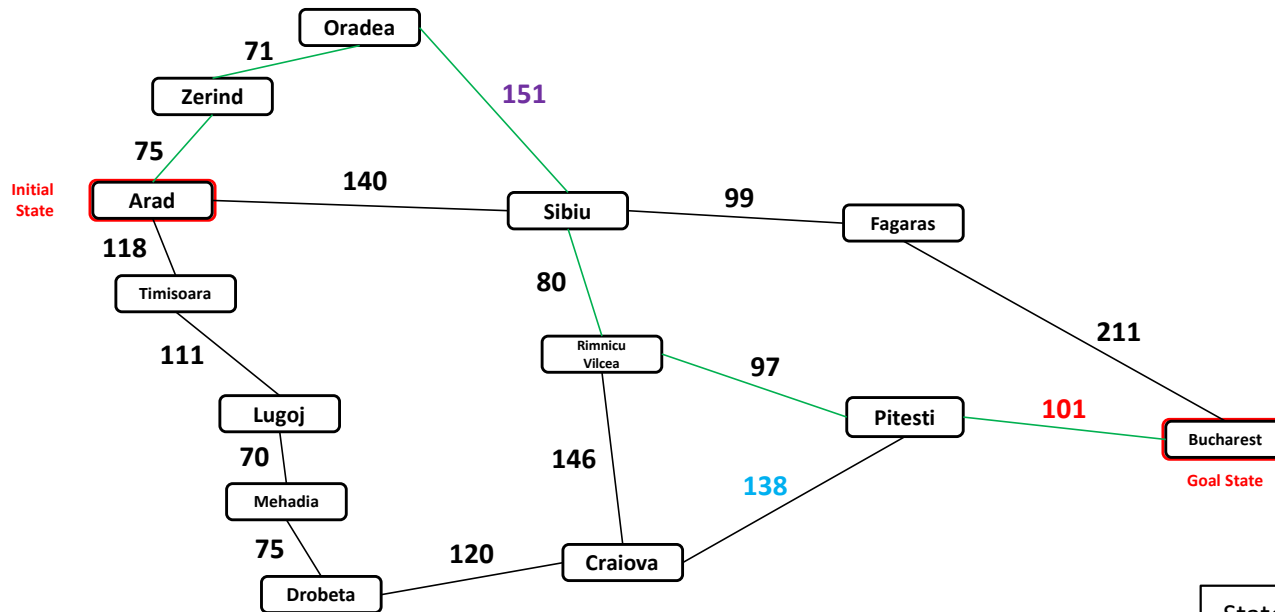 Oradea
71
Zerind
151
75
Initial
State
Arad
140
Sibiu
99
Fagaras
118
Timisoara
80
111
Rimnicu
Vilcea
97
211
Lugoj
Pitesti
101
Bucharest
70
146
138
Goal State
Mehadia
75
120
Craiova
Drobeta